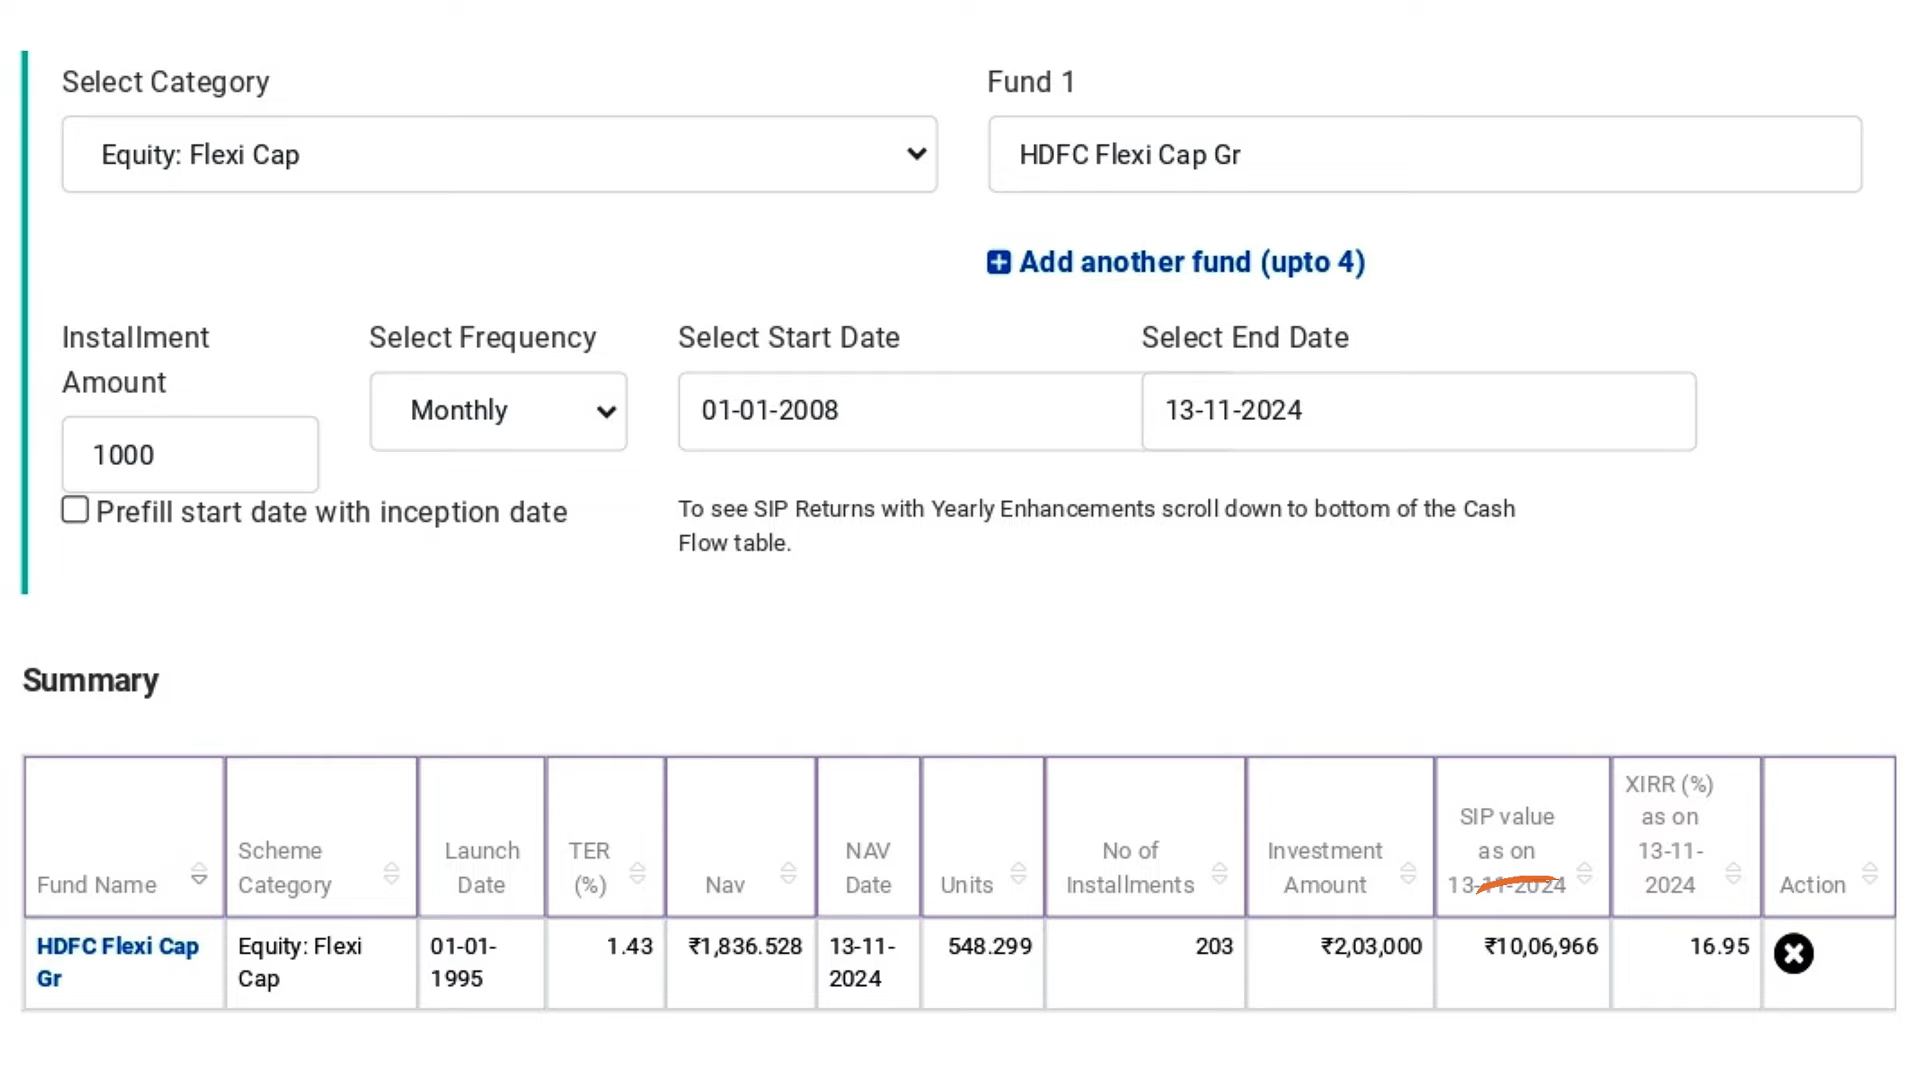 Select Category
Fund 1
Equity: Flexi Cap
HDFC Flexi Cap Gr
Add another fund (upto 4)
Installment
Amount
Select Frequency
Select Start Date
Select End Date
Monthly
01-01-2008
13-11-2024
1000
Prefill start date with inception date
To see SIP Returns with Yearly Enhancements scroll down to bottom of the Cash
Flow table.
Summary
Fund Name
Scheme
Category
Launch
Date
TER
(%)
Nav
NAV
Date
Units
No of
Installments
Investment
Amount
SIP value
as on
13-11-2024
XIRR (%)
as on
13-11-
2024
Action
HDFC Flexi Cap
Gr
Equity: Flexi
Cap
01-01-
1995
1.43
₹1,836.528
13-11-
2024
548.299
203
₹2,03,000
₹10,06,966
16.95